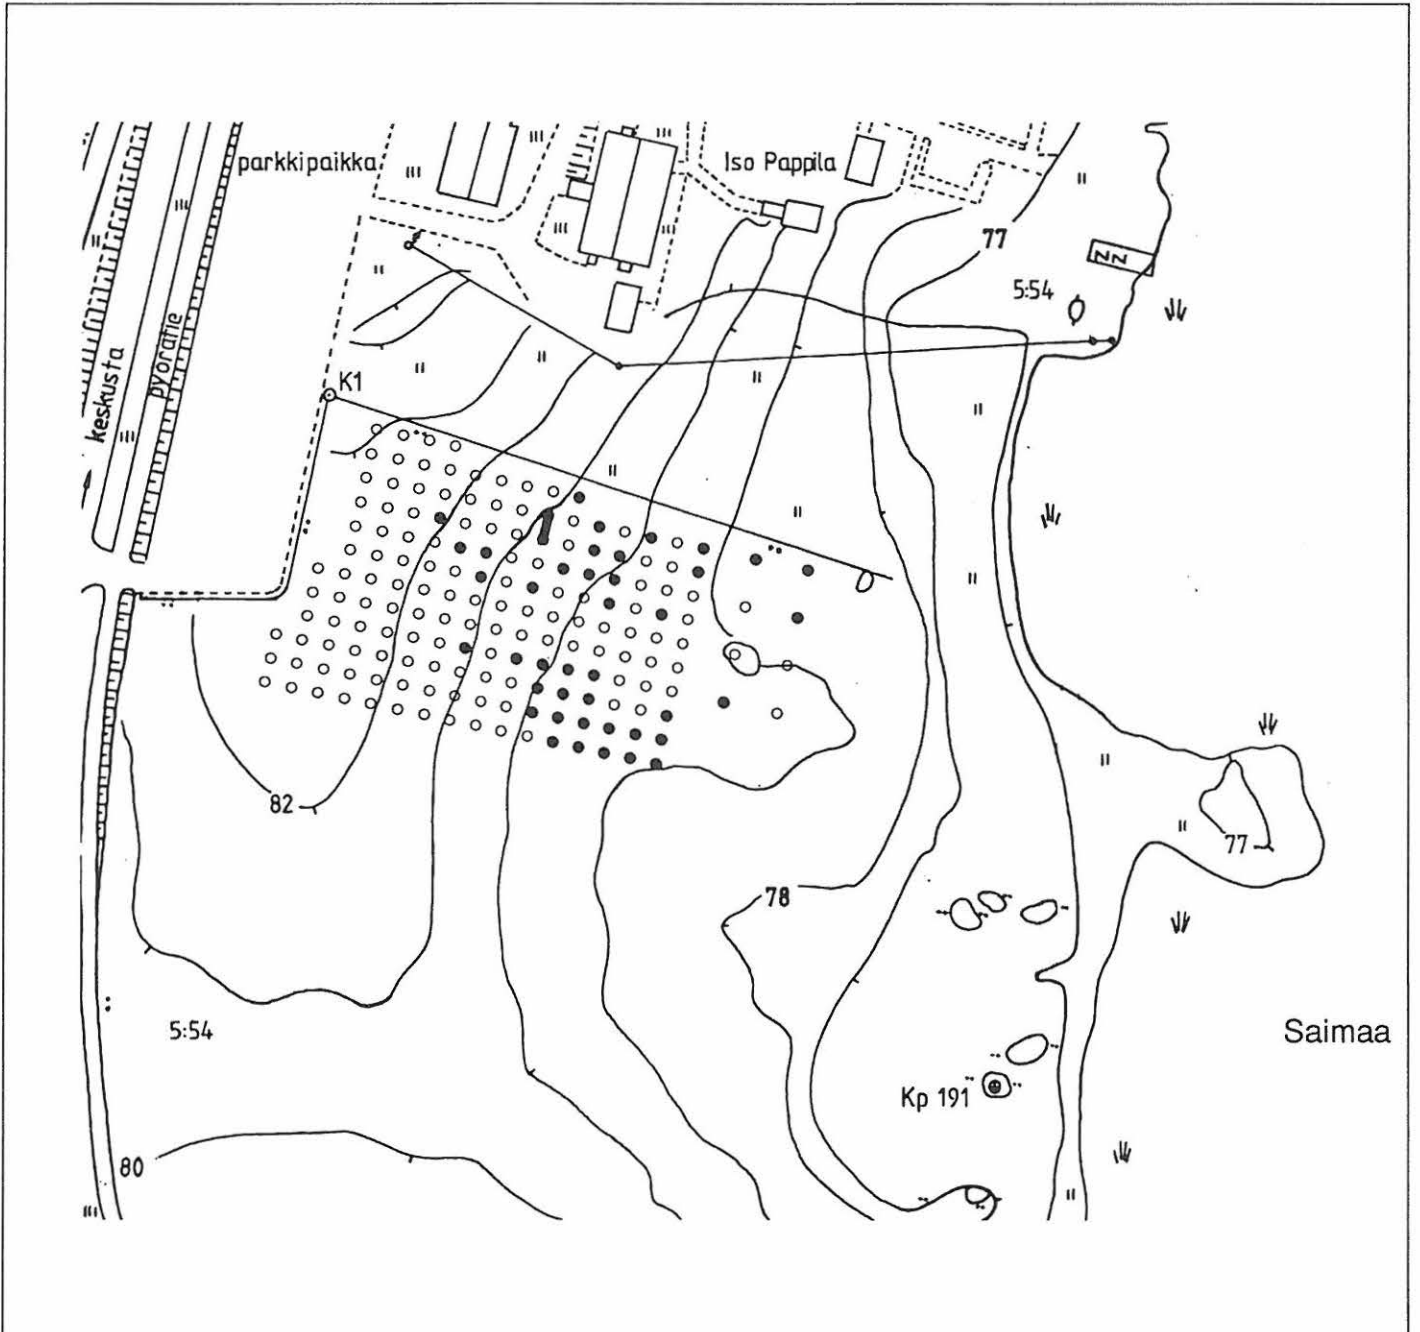 parkkipaikka
Iso Pappila
77
5:54
keskusta
pyörätie
K1
82
77
78
5:54
Saimaa
Kp 191
80